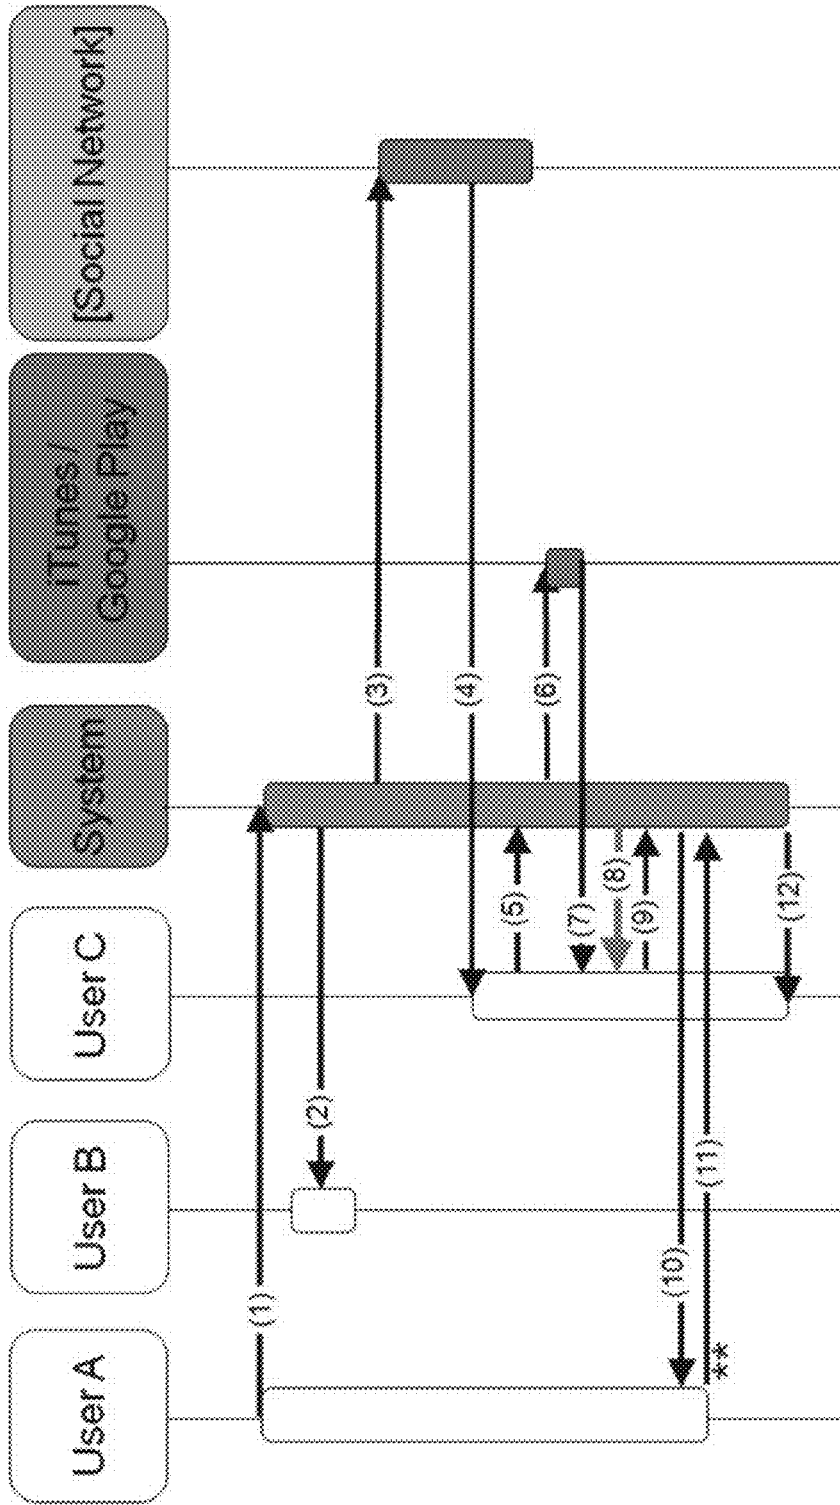 User A
User B
User C
System
iTunes/
Google Play
[Social Network]
(1)
(2)
(3)
(4)
(5)
(6)
(7)
(8)
(9)
(10)
(11)
**
(12)